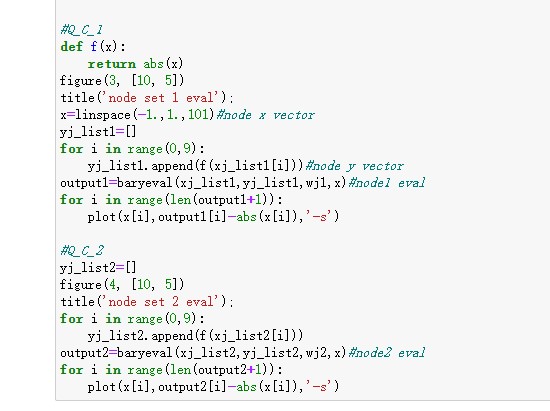 #Q_C_1
def f(x):
    return abs(x)
figure(3, [10, 5])
title('node set 1 eval');
x=linspace(-1.,1.,101)#node x vector
yj_list1=[]
for i in range(0,9):
    yj_list1.append(f(xj_list1[i]))#node y vector
output1=baryeval(xj_list1,yj_list1,wj1,x)#node1 eval
for i in range(len(output1+1)):
    plot(x[i],output1[i]-abs(x[i]),'-s')
#Q_C_2
yj_list2=[]
figure(4, [10, 5])
title('node set 2 eval');
for i in range(0,9):
    yj_list2.append(f(xj_list2[i]))
output2=baryeval(xj_list2,yj_list2,wj2,x)#node2 eval
for i in range(len(output2+1)):
    plot(x[i],output2[i]-abs(x[i]),'-s')